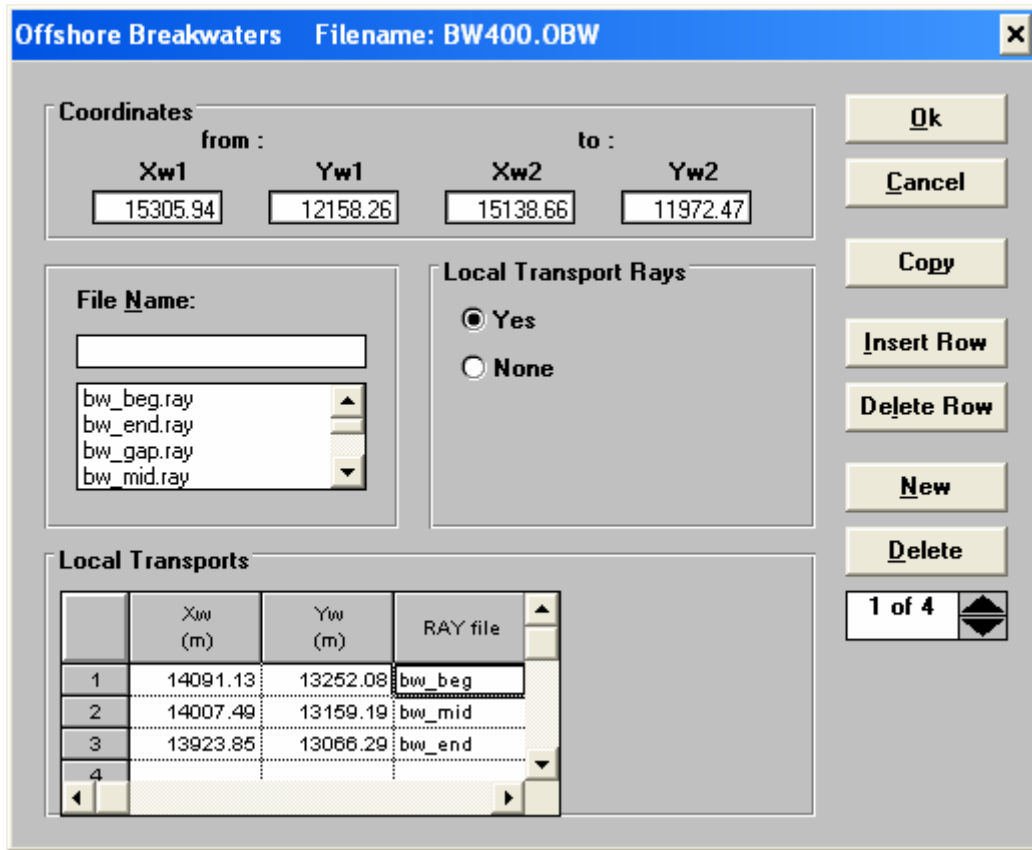 Offshore Breakwaters Filename: BW400.OBW
Coordinates
from : to :
Xw1 Yw1 Xw2 Yw2
15305.94 12158.26 15138.66 11972.47
Ok
Cancel
Copy
Insert Row
Delete Row
New
Delete
1 of 4
File Name:
bw_beg.ray
bw_end.ray
bw_gap.ray
bw_mid.ray
Local Transport Rays
Yes
None
Local Transports
Xw Yw RAY file
(m) (m)
1 14091.13 13252.08 bw_beg
2 14007.49 13159.19 bw_mid
3 13923.85 13066.29 bw_end
4